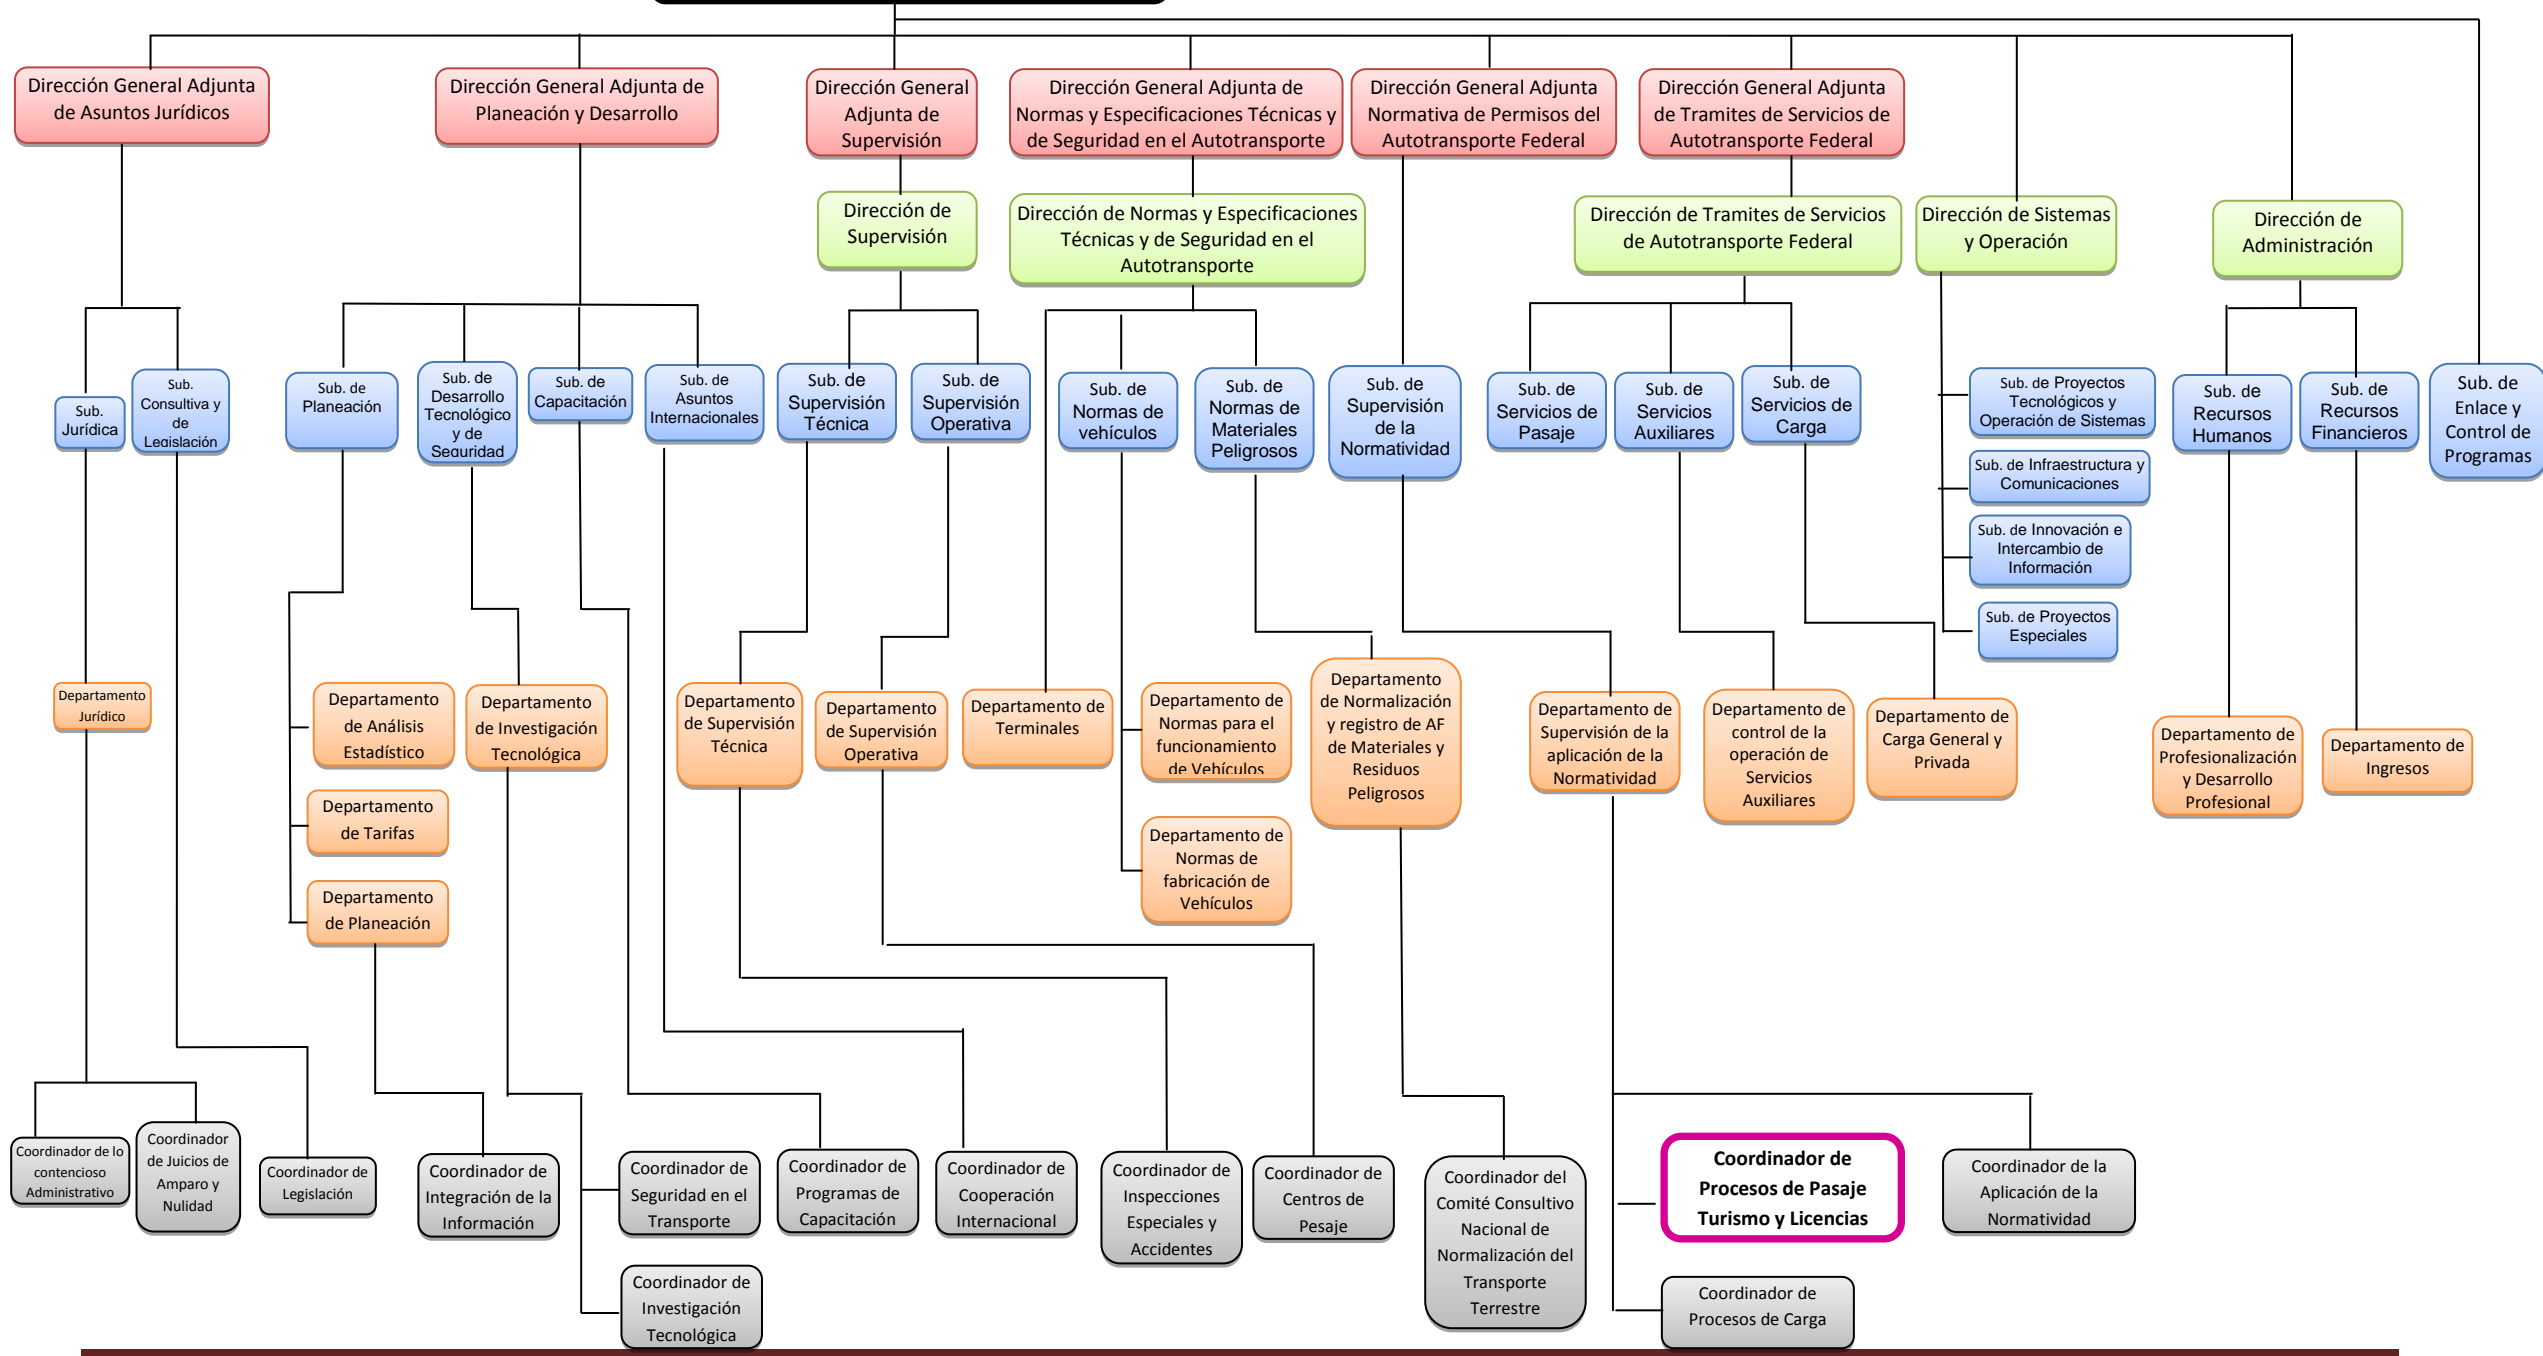 Dirección General Adjunta
de Asuntos Jurídicos
Dirección General Adjunta de
Planeación y Desarrollo
Dirección General
Adjunta de
Supervisión
Dirección General Adjunta de
Normas y Especificaciones Técnicas y
de Seguridad en el Autotransporte
Dirección General Adjunta
Normativa de Permisos del
Autotransporte Federal
Dirección General Adjunta
de Tramites de Servicios de
Autotransporte Federal
Dirección de
Supervisión
Dirección de Normas y Especificaciones
Técnicas y de Seguridad en el
Autotransporte
Dirección de Tramites de Servicios
de Autotransporte Federal
Dirección de Sistemas
y Operación
Dirección de
Administración
Sub.
Jurídica
Sub.
Consultiva y
de
Legislación
Sub. de
Planeación
Sub. de
Desarrollo
Tecnológico
y de
Seguridad
Sub. de
Capacitación
Sub. de
Asuntos
Internacionales
Sub. de
Supervisión
Técnica
Sub. de
Supervisión
Operativa
Sub. de
Normas de
vehículos
Sub. de
Normas de
Materiales
Peligrosos
Sub. de
Supervisión
de la
Normatividad
Sub. de
Servicios de
Pasaje
Sub. de
Servicios
Auxiliares
Sub. de
Servicios de
Carga
Sub. de Proyectos
Tecnológicos y
Operación de Sistemas
Sub. de Infraestructura y
Comunicaciones
Sub. de Innovación e
Intercambio de
Información
Sub. de Proyectos
Especiales
Sub. de
Recursos
Humanos
Sub. de
Recursos
Financieros
Sub. de
Enlace y
Control de
Programas
Departamento
Jurídico
Departamento
de Análisis
Estadístico
Departamento
de Tarifas
Departamento
de Planeación
Departamento
de Investigación
Tecnológica
Departamento
de Supervisión
Técnica
Departamento
de Supervisión
Operativa
Departamento de
Terminales
Departamento de
Normas para el
funcionamiento
de Vehículos
Departamento de
Normas de
fabricación de
Vehículos
Departamento
de Normalización
y registro de AF
de Materiales y
Residuos
Peligrosos
Departamento de
Supervisión de la
aplicación de la
Normatividad
Departamento de
control de la
operación de
Servicios
Auxiliares
Departamento de
Carga General y
Privada
Departamento de
Profesionalización
y Desarrollo
Profesional
Departamento de
Ingresos
Coordinador de lo
contencioso
Administrativo
Coordinador
de Juicios de
Amparo y
Nulidad
Coordinador de
Legislación
Coordinador de
Integración de la
Información
Coordinador de
Seguridad en el
Transporte
Coordinador de
Investigación
Tecnológica
Coordinador de
Programas de
Capacitación
Coordinador de
Cooperación
Internacional
Coordinador de
Inspecciones
Especiales y
Accidentes
Coordinador de
Centros de
Pesaje
Coordinador del
Comité Consultivo
Nacional de
Normalización del
Transporte
Terrestre
Coordinador de
Procesos de Pasaje
Turismo y Licencias
Coordinador de
Procesos de Carga
Coordinador de la
Aplicación de la
Normatividad